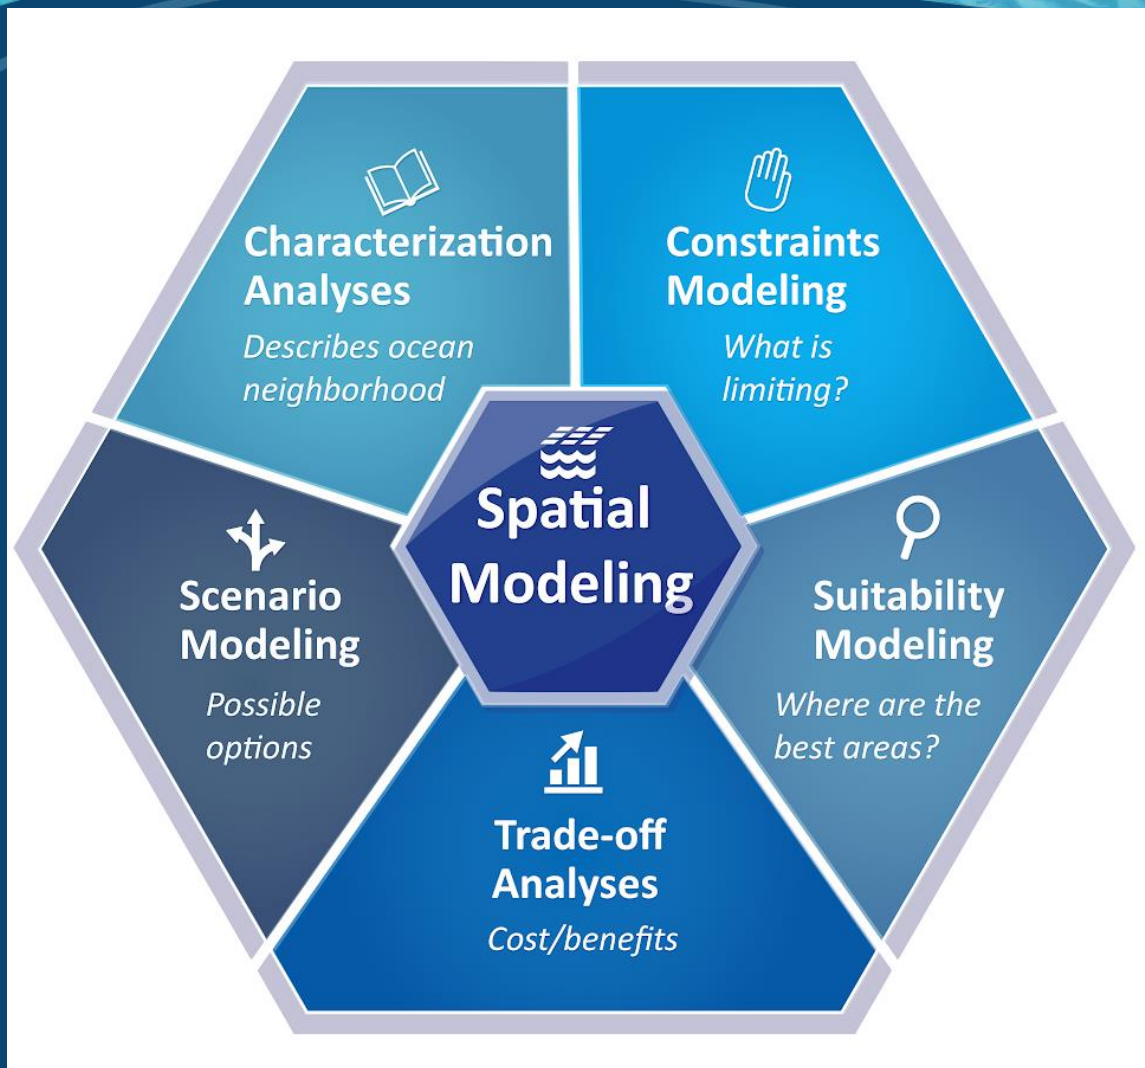 Characterization
Analyses
Describes ocean
neighborhood
Constraints
Modeling
What is
limiting?
Spatial
Modeling
Scenario
Modeling
Possible
options
Suitability
Modeling
Where are the
best areas?
Trade-off
Analyses
Cost/benefits